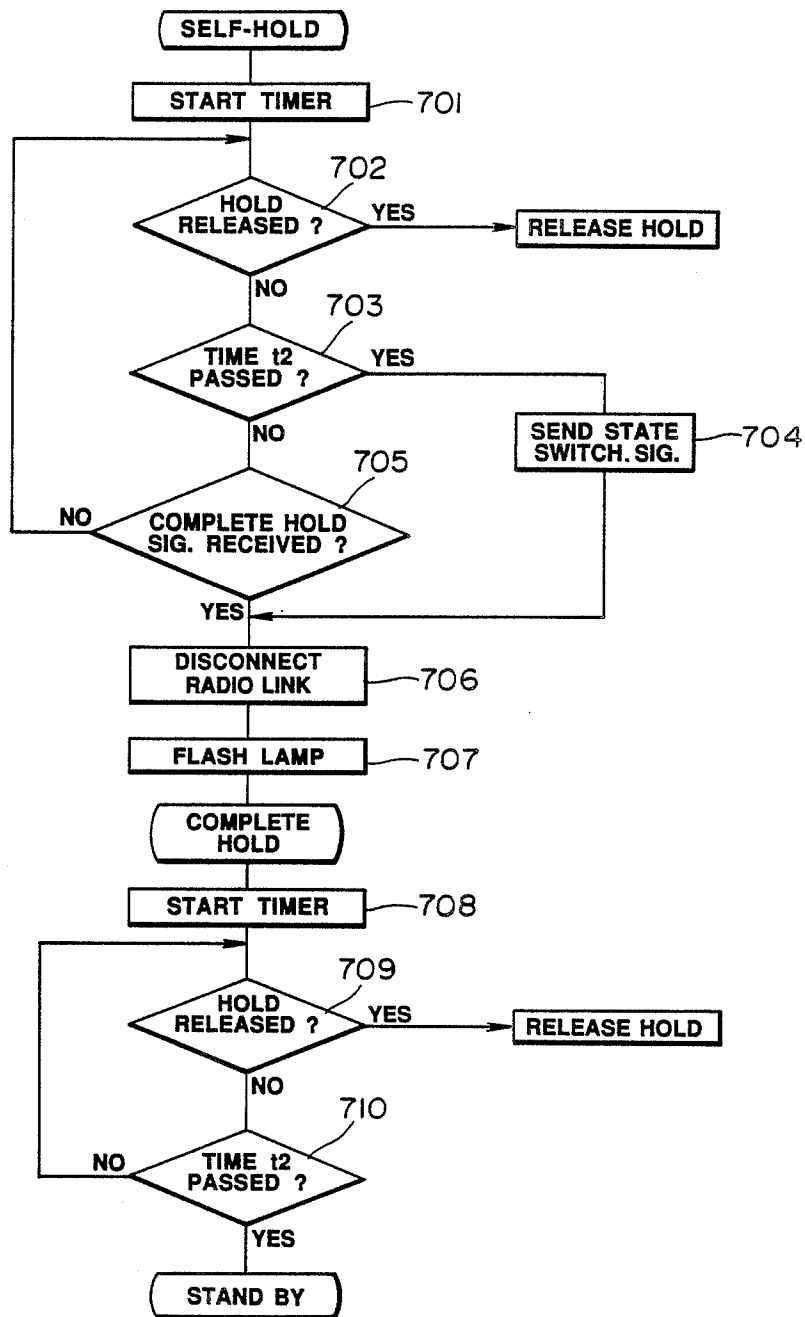 SELF-HOLD
START TIMER
701
702
HOLD
RELEASED ?
YES
RELEASE HOLD
NO
703
TIME t2
PASSED ?
YES
SEND STATE
SWITCH. SIG.
704
NO
705
NO
COMPLETE HOLD
SIG. RECEIVED ?
YES
DISCONNECT
RADIO LINK
706
FLASH LAMP
707
COMPLETE
HOLD
START TIMER
708
709
HOLD
RELEASED ?
YES
RELEASE HOLD
NO
710
NO
TIME t2
PASSED ?
YES
STAND BY